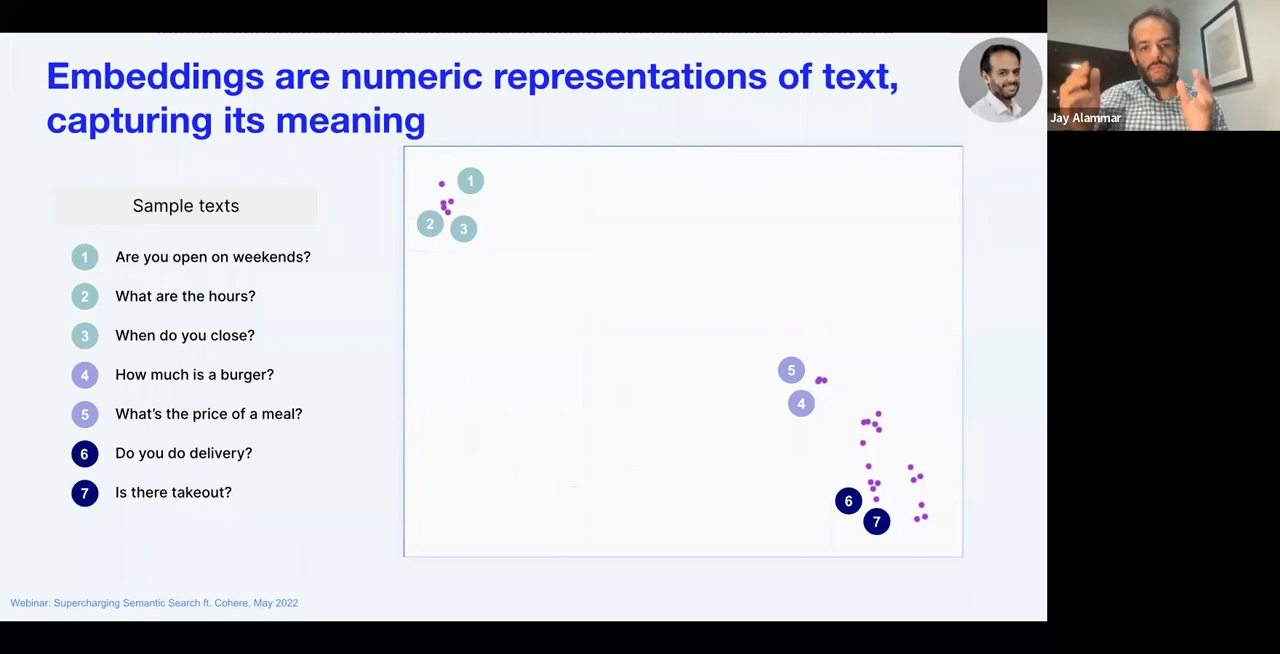 Embeddings are numeric representations of text,
capturing its meaning
Jay Alammar
Sample texts
1 Are you open on weekends?
2 What are the hours?
3 When do you close?
4 How much is a burger?
5 What's the price of a meal?
6 Do you do delivery?
7 Is there takeout?
1
2 3
5
4
6
7
Webinar: Supercharging Semantic Search ft. Cohere, May 2022